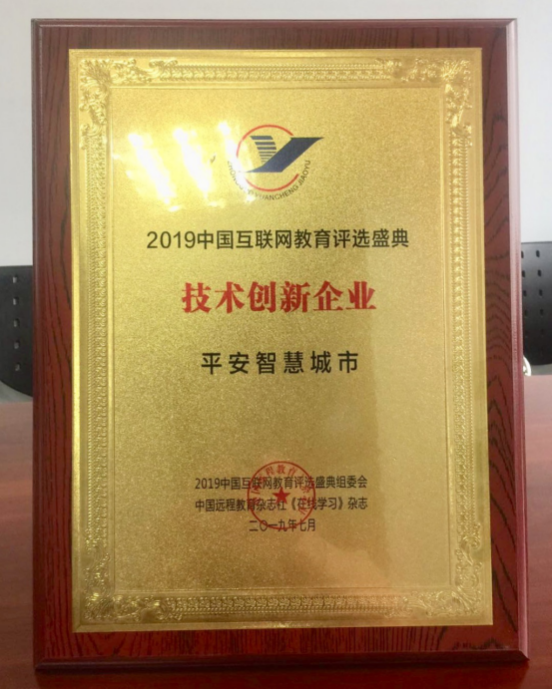 YUANCHENG JIAOYU
2019中国互联网教育评选盛典
技术创新企业
平安智慧城市
2019中国互联网教育评选盛典组委会
中国远程教育杂志社《在线学习》杂志
二〇一九年七月